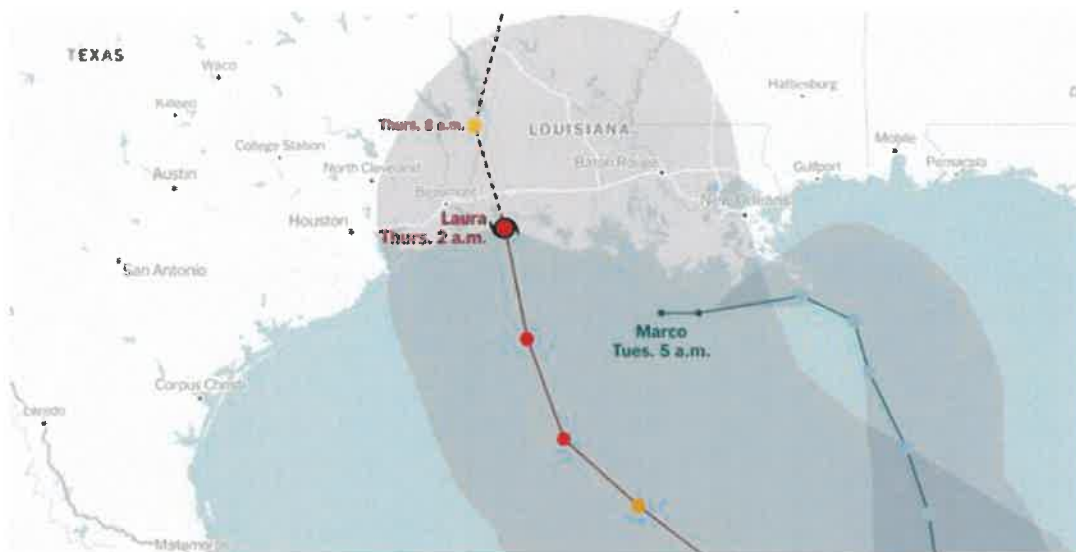 TEXAS
Waco
Killeen
Hattiesburg
Thurs. 8 a.m.
LOUISIANA
College Station
Mobile
North Cleveland
Baton Rouge
Gulfport
Pensacola
Austin
Beaumont
New Orleans
Houston
Laura
Thurs. 2 a.m.
San Antonio
Marco
Tues. 5 a.m.
Corpus Christi
Laredo
Matamoros